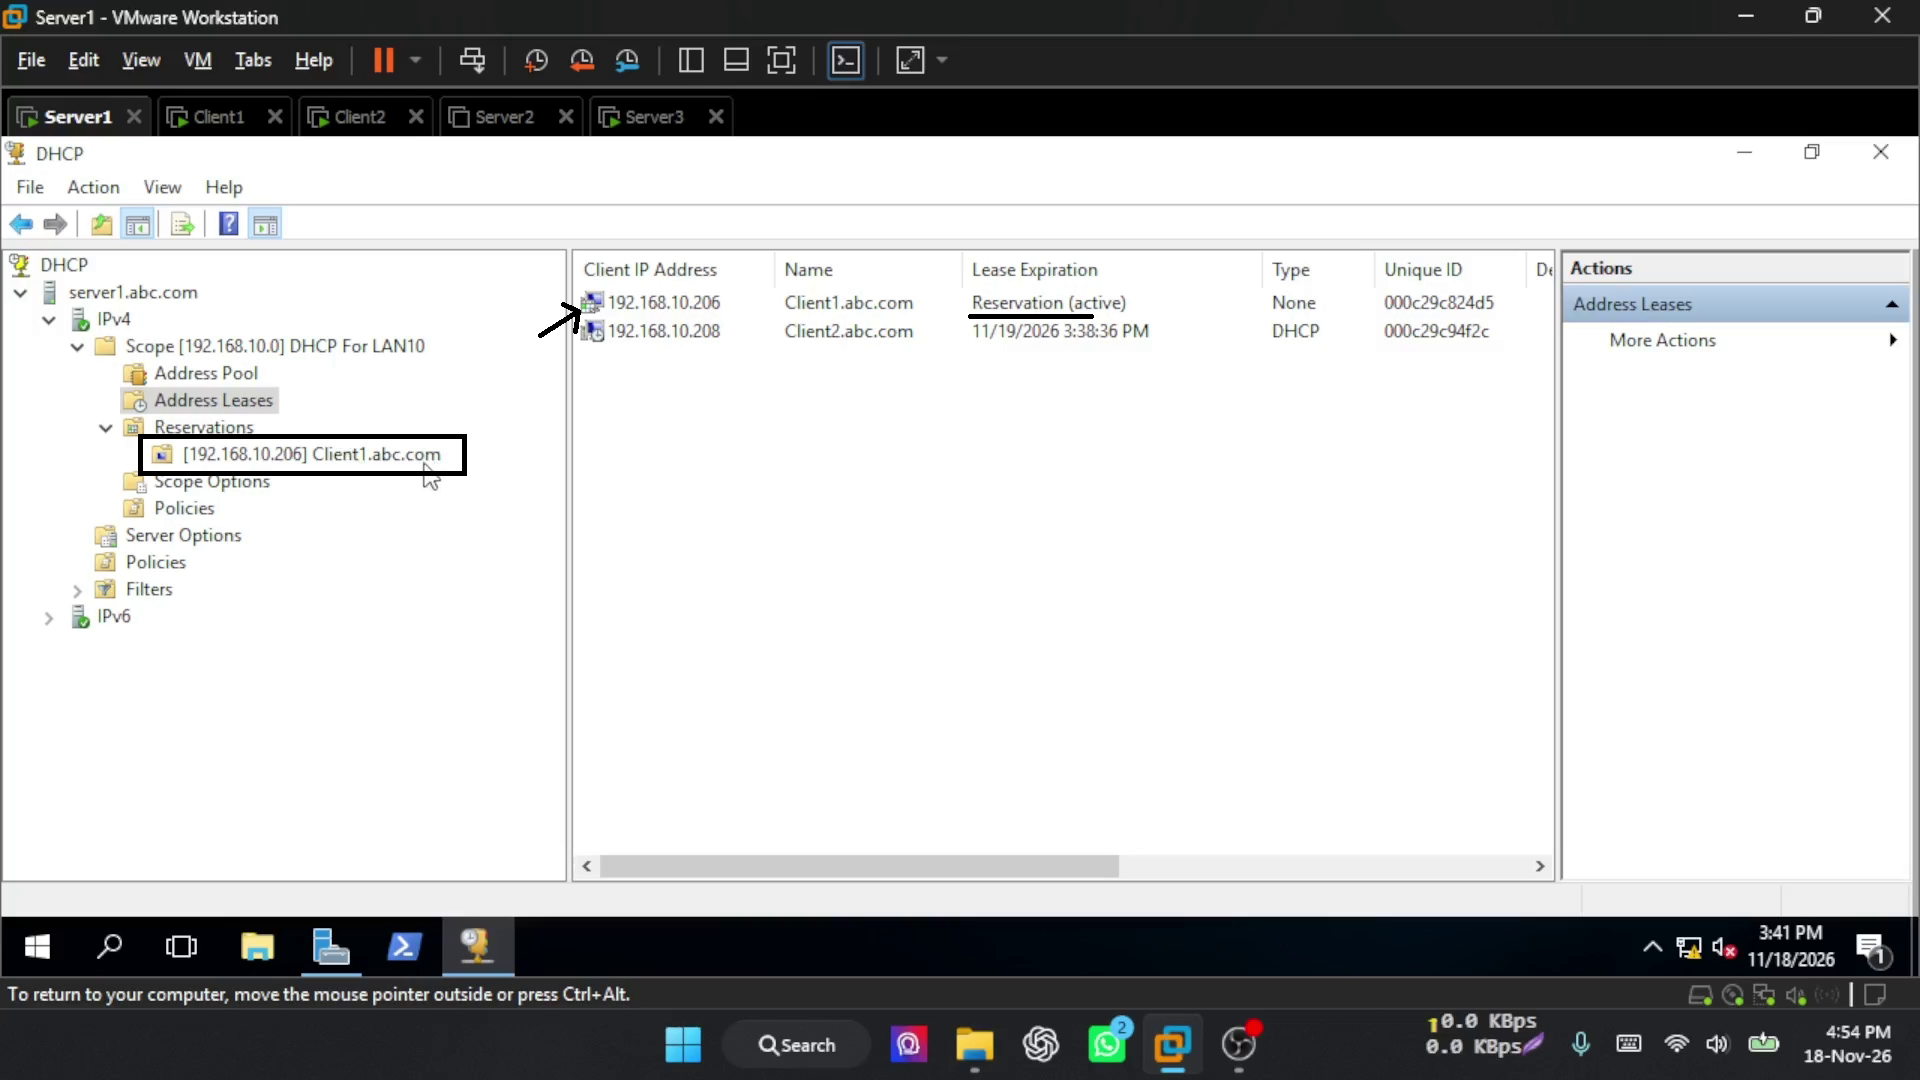 Server1 - VMware Workstation
File Edit View VM Tabs Help
Server1 Client1 Client2 Server2 Server3
DHCP
File Action View Help
DHCP
server1.abc.com
IPv4
Scope [192.168.10.0] DHCP For LAN10
Address Pool
Address Leases
Reservations
[192.168.10.206] Client1.abc.com
Scope Options
Policies
Server Options
Policies
Filters
IPv6
Client IP Address Name Lease Expiration Type Unique ID De
192.168.10.206 Client1.abc.com Reservation (active) None 000c29c824d5
192.168.10.208 Client2.abc.com 11/19/2026 3:38:36 PM DHCP 000c29c94f2c
Actions
Address Leases
More Actions
3:41 PM
11/18/2026
1
To return to your computer, move the mouse pointer outside or press Ctrl+Alt.
Search
2
0.0 KBps
0.0 KBps
4:54 PM
18-Nov-26